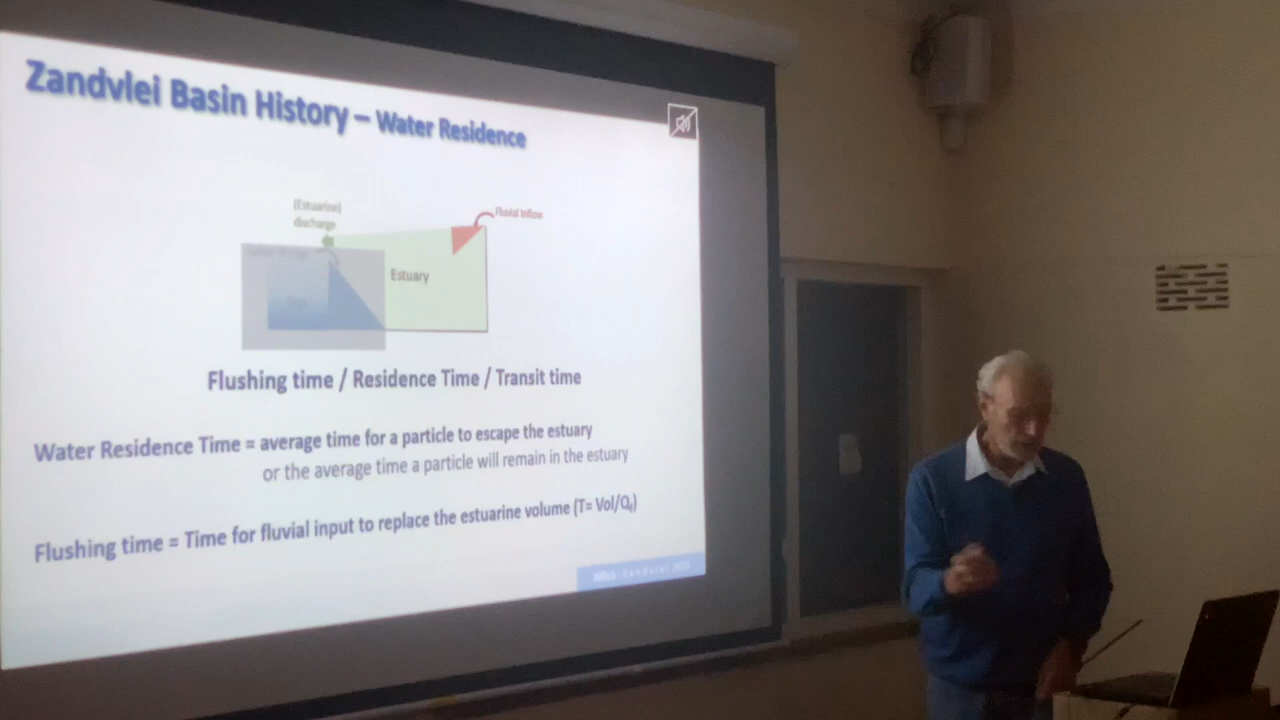 Zandvlei Basin History – Water Residence
(Estuarine)
discharge
Fluvial Inflow
Estuary
Flushing time / Residence Time / Transit time
Water Residence Time = average time for a particle to escape the estuary
or the average time a particle will remain in the estuary
Flushing time = Time for fluvial input to replace the estuarine volume (T= Vol/Qf)
Zandvlei